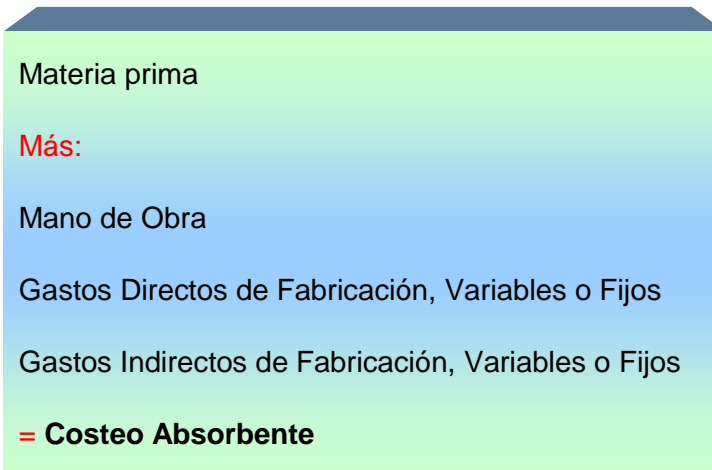 Materia prima
Más:
Mano de Obra
Gastos Directos de Fabricación, Variables o Fijos
Gastos Indirectos de Fabricación, Variables o Fijos
= Costeo Absorbente